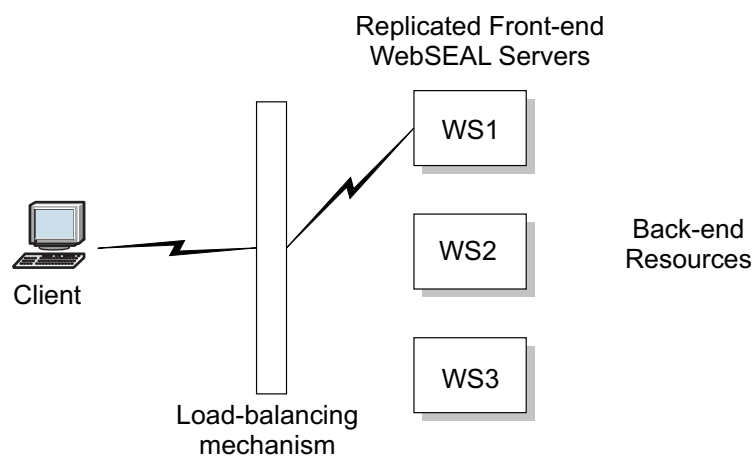 Replicated Front-end
WebSEAL Servers
WS1
WS2
Back-end
Resources
Client
WS3
Load-balancing
mechanism